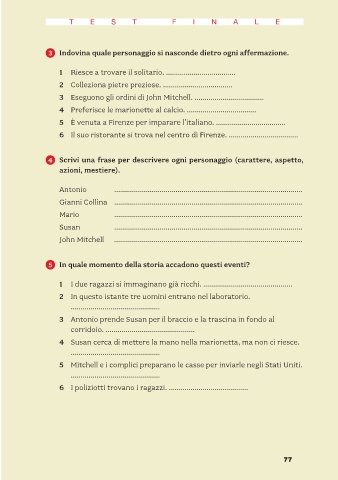 TEST FINALE
3 Indovina quale personaggio si nasconde dietro ogni affermazione.
1 Riesce a trovare il solitario. ..................................
2 Colleziona pietre preziose. ..................................
3 Eseguono gli ordini di John Mitchell. ..................................
4 Preferisce le marionette al calcio. ..................................
5 È venuta a Firenze per imparare l'italiano. ..................................
6 Il suo ristorante si trova nel centro di Firenze. ..................................
4 Scrivi una frase per descrivere ogni personaggio (carattere, aspetto,
azioni, mestiere).
Antonio ..................................
Gianni Collina ..................................
Mario ..................................
Susan ..................................
John Mitchell ..................................
5 In quale momento della storia accadono questi eventi?
1 I due ragazzi si immaginano già ricchi. ..................................
2 In questo istante tre uomini entrano nel laboratorio.
..................................
3 Antonio prende Susan per il braccio e la trascina in fondo al
corridoio. ..................................
4 Susan cerca di mettere la mano nella marionetta, ma non ci riesce.
..................................
5 Mitchell e i complici preparano le casse per inviarle negli Stati Uniti.
..................................
6 I poliziotti trovano i ragazzi. ..................................
77